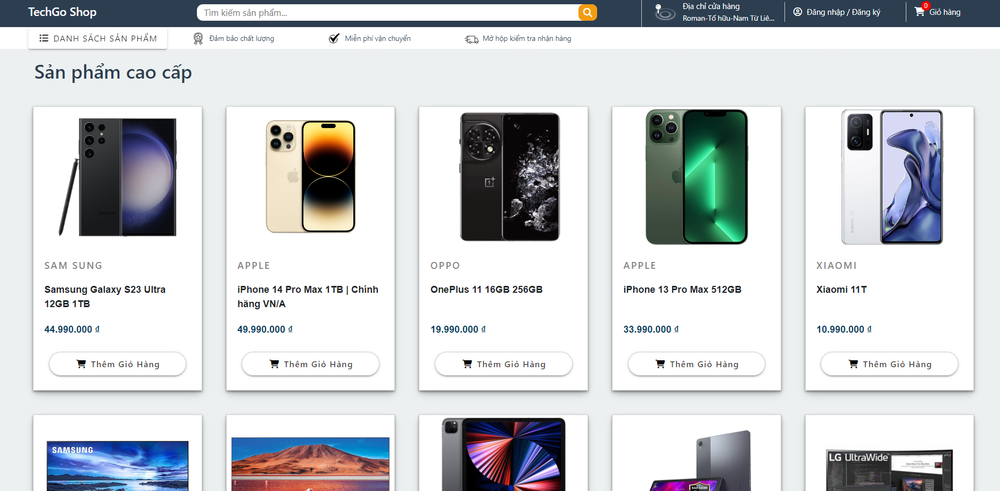 TechGo Shop
Tìm kiếm sản phẩm...
Địa chỉ cửa hàng
Roman-Tố hữu-Nam Từ Liê...
Đăng nhập / Đăng ký
0
Giỏ hàng
DANH SÁCH SẢN PHẨM
Đảm bảo chất lượng
Miễn phí vận chuyển
Mở hộp kiểm tra nhận hàng
Sản phẩm cao cấp
SAM SUNG
Samsung Galaxy S23 Ultra
12GB 1TB
44.990.000 ₫
Thêm Giỏ Hàng
APPLE
iPhone 14 Pro Max 1TB | Chính
hãng VN/A
49.990.000 ₫
Thêm Giỏ Hàng
OPPO
OnePlus 11 16GB 256GB
19.990.000 ₫
Thêm Giỏ Hàng
APPLE
iPhone 13 Pro Max 512GB
33.990.000 ₫
Thêm Giỏ Hàng
XIAOMI
Xiaomi 11T
10.990.000 ₫
Thêm Giỏ Hàng
SAMSUNG
BẢO HÀNH
LG UltraWide